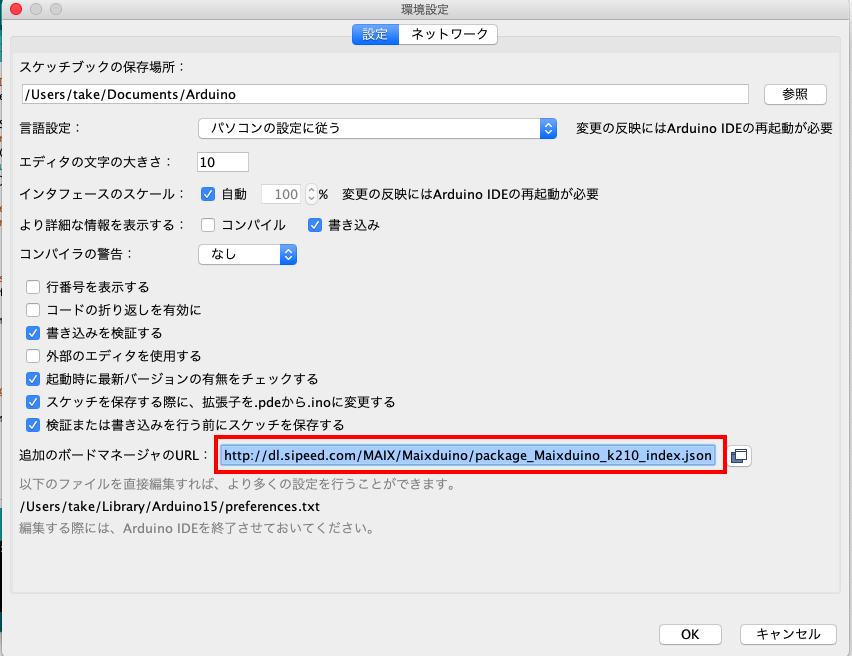 環境設定
設定 ネットワーク
スケッチブックの保存場所：
/Users/take/Documents/Arduino 参照
言語設定： パソコンの設定に従う 変更の反映にはArduino IDEの再起動が必要
エディタの文字の大きさ： 10
インタフェースのスケール： 自動 100 % 変更の反映にはArduino IDEの再起動が必要
より詳細な情報を表示する： コンパイル 書き込み
コンパイラの警告： なし
行番号を表示する
コードの折り返しを有効に
書き込みを検証する
外部のエディタを使用する
起動時に最新バージョンの有無をチェックする
スケッチを保存する際に、拡張子を.pdeから.inoに変更する
検証または書き込みを行う前にスケッチを保存する
追加のボードマネージャのURL： http://dl.sipeed.com/MAIX/Maixduino/package_Maixduino_k210_index.json
以下のファイルを直接編集すれば、より多くの設定を行うことができます。
/Users/take/Library/Arduino15/preferences.txt
編集する際には、Arduino IDEを終了させておいてください。
OK キャンセル